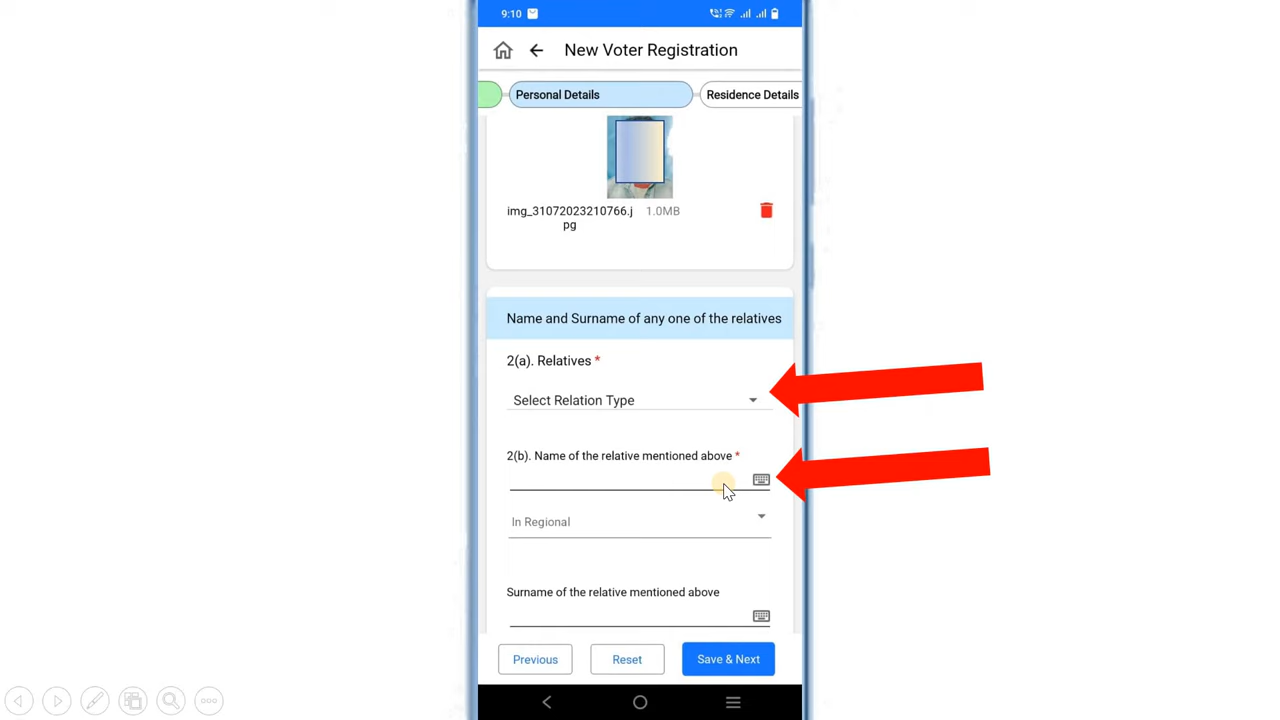 9:10
New Voter Registration
Personal Details
Residence Details
img_31072023210766.j
pg
1.0MB
Name and Surname of any one of the relatives
2(a). Relatives *
Select Relation Type
2(b). Name of the relative mentioned above *
In Regional
Surname of the relative mentioned above
Previous
Reset
Save & Next